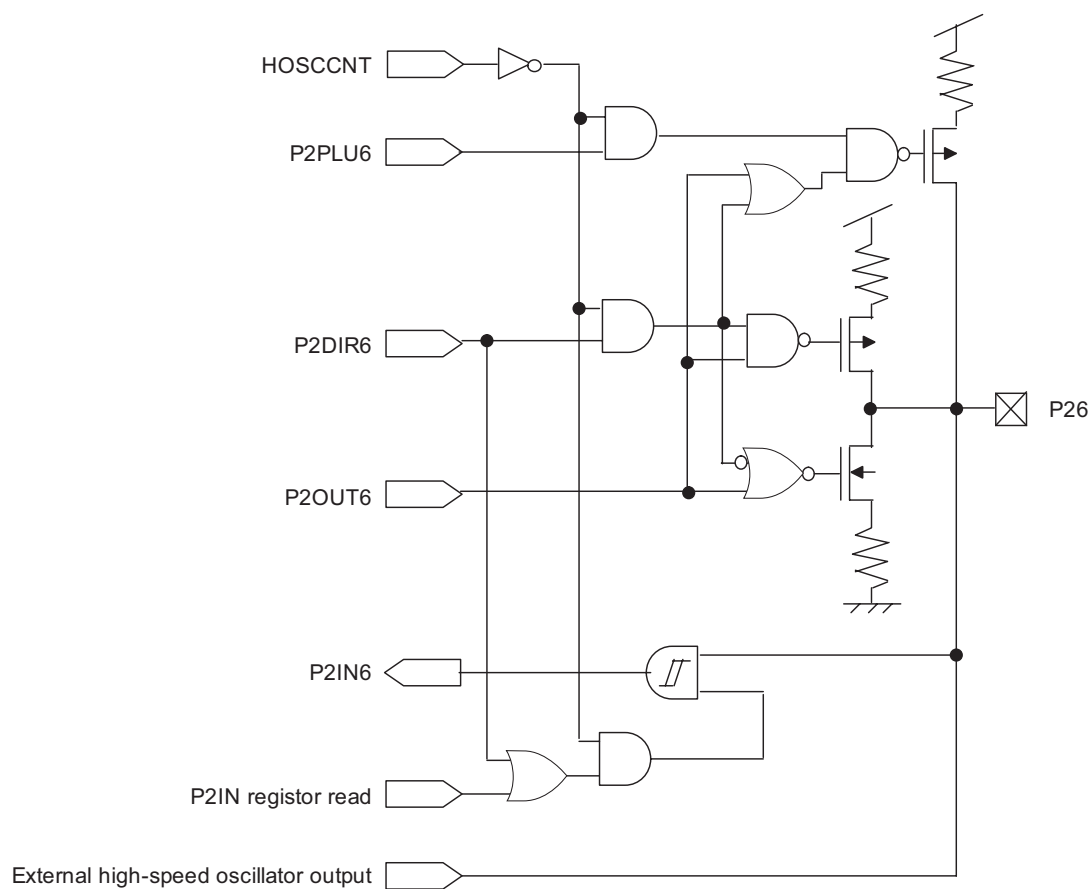 HOSCCNT
P2PLU6
P2DIR6
P26
P2OUT6
P2IN6
P2IN registor read
External high-speed oscillator output